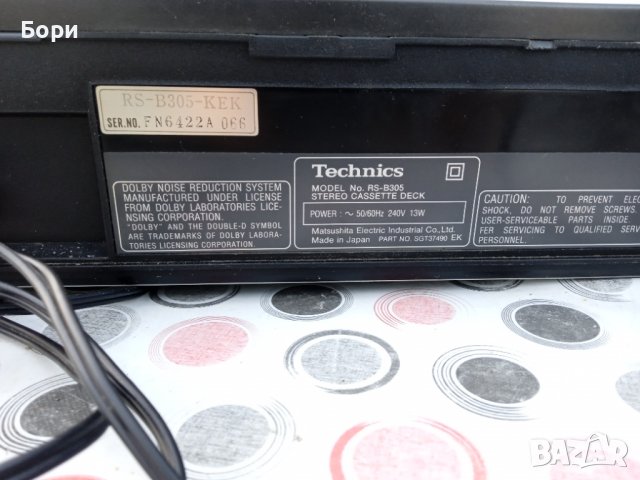 Бори
RS-B305-KEK
SER.NO. FN6422A 066
DOLBY NOISE REDUCTION SYSTEM
MANUFACTURED UNDER LICENSE
FROM DOLBY LABORATORIES LICE-
NSING CORPORATION.
"DOLBY" AND THE DOUBLE-D SYMBOL
ARE TRADEMARKS OF DOLBY LABORA-
TORIES LICENSING CORPORATION.
Technics
MODEL No. RS-B305
STEREO CASSETTE DECK
POWER: ~ 50/60Hz 240V 13W
Matsushita Electric Industrial Co., Ltd.
Made in Japan PART NO. SGT37490 EK
CAUTION: TO PREVENT ELEC
SHOCK, DO NOT REMOVE SCREWS.
USER-SERVICEABLE PARTS INSIDE
FER SERVICING TO QUALIFIED SERV
PERSONNEL.
BAZAR